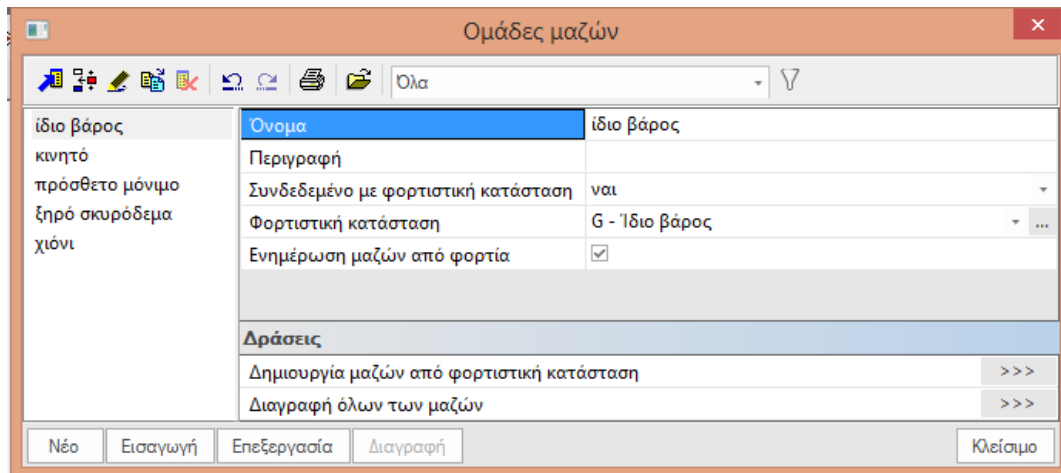 Ομάδες μαζών
Όλα
ίδιο βάρος
κινητό
πρόσθετο μόνιμο
ξηρό σκυρόδεμα
χιόνι
Όνομα ίδιο βάρος
Περιγραφή
Συνδεδεμένο με φορτιστική κατάσταση ναι
Φορτιστική κατάσταση G - Ίδιο βάρος ...
Ενημέρωση μαζών από φορτία
Δράσεις
Δημιουργία μαζών από φορτιστική κατάσταση >>>
Διαγραφή όλων των μαζών >>>
Νέο Εισαγωγή Επεξεργασία Διαγραφή Κλείσιμο